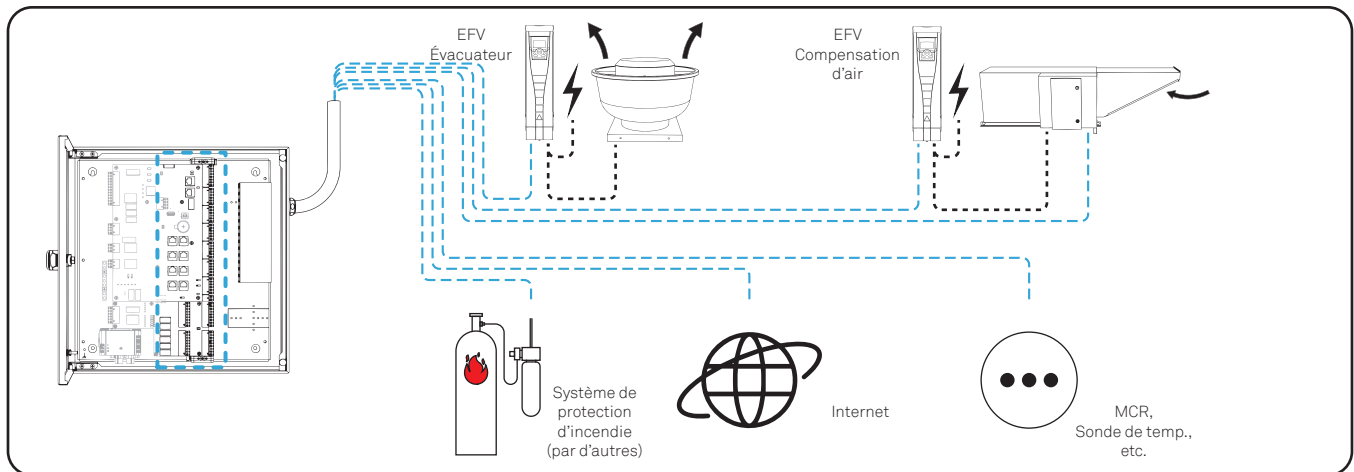 EFV
Évacuateur
EFV
Compensation
d'air
Système de
protection
d'incendie
(par d'autres)
Internet
MCR,
Sonde de temp.,
etc.